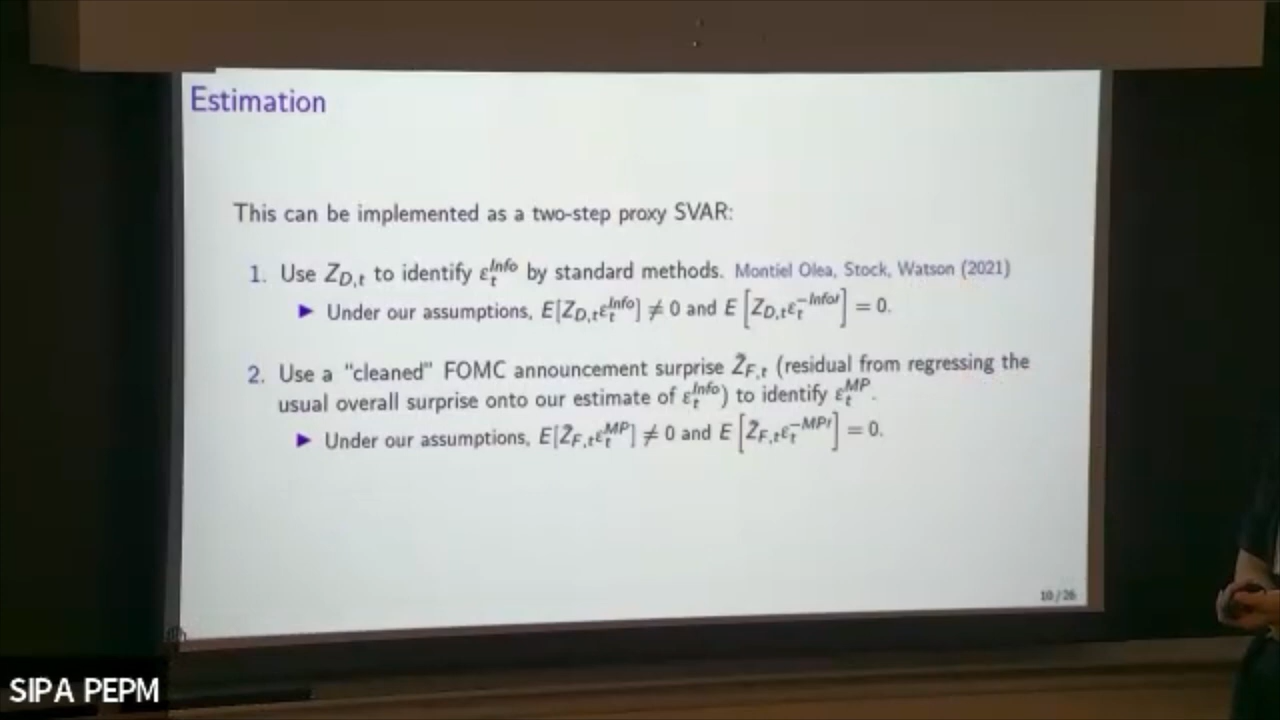 Estimation
This can be implemented as a two-step proxy SVAR:
1. Use Z_{D,t} to identify ε_t^{Info} by standard methods. Montiel Olea, Stock, Watson (2021)
▶ Under our assumptions, E[Z_{D,t}ε_t^{Info}] ≠ 0 and E[Z_{D,t}ε_t^{-Info′}] = 0.
2. Use a "cleaned" FOMC announcement surprise Z̃_{F,t} (residual from regressing the
usual overall surprise onto our estimate of ε_t^{Info}) to identify ε_t^{MP}.
▶ Under our assumptions, E[Z̃_{F,t}ε_t^{MP}] ≠ 0 and E[Z̃_{F,t}ε_t^{-MP′}] = 0.
10/26
SIPA PEPM